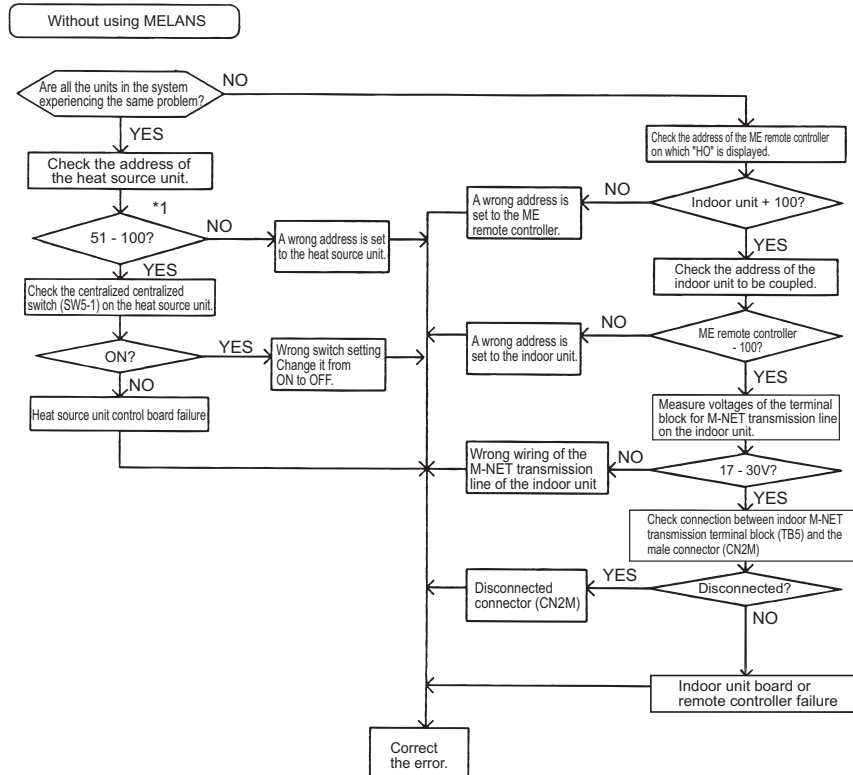 Without using MELANS
Are all the units in the system
experiencing the same problem?
NO
YES
Check the address of
the heat source unit.
*1
51 - 100?
NO
A wrong address is set
to the heat source unit.
YES
Check the centralized centralized
switch (SW5-1) on the heat source unit.
ON?
YES
Wrong switch setting
Change it from
ON to OFF.
NO
Heat source unit control board failure
Check the address of the ME remote controller
on which "HO" is displayed.
Indoor unit + 100?
NO
A wrong address is
set to the ME
remote controller.
YES
Check the address of the
indoor unit to be coupled.
ME remote controller
- 100?
NO
A wrong address is
set to the indoor unit.
YES
Measure voltages of the terminal
block for M-NET transmission line
on the indoor unit.
17 - 30V?
NO
Wrong wiring of the
M-NET transmission
line of the indoor unit
YES
Check connection between indoor M-NET
transmission terminal block (TB5) and the
male connector (CN2M)
Disconnected?
YES
Disconnected
connector (CN2M)
NO
Indoor unit board or
remote controller failure
Correct
the error.